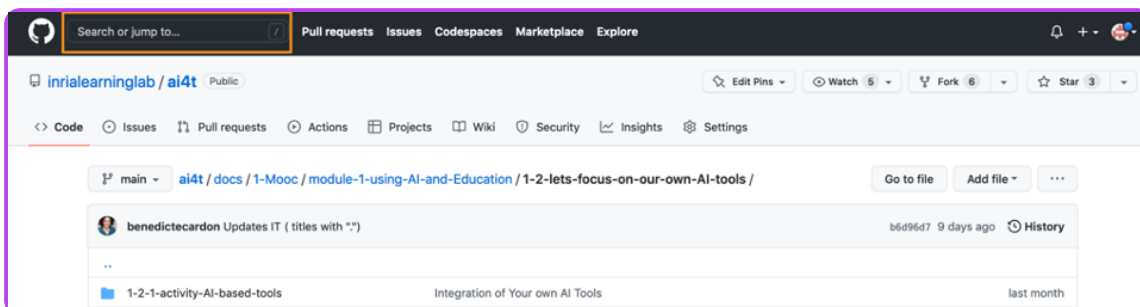 Search or jump to... / Pull requests Issues Codespaces Marketplace Explore
inrialearninglab / ai4t Public Edit Pins Watch 5 Fork 6 Star 3
Code Issues Pull requests Actions Projects Wiki Security Insights Settings
main ai4t / docs / 1-Mooc / module-1-using-AI-and-Education / 1-2-lets-focus-on-our-own-AI-tools / Go to file Add file ...
benedictecardon Updates IT ( titles with ".") b6d96d7 9 days ago History
..
1-2-1-activity-AI-based-tools Integration of Your own AI Tools last month